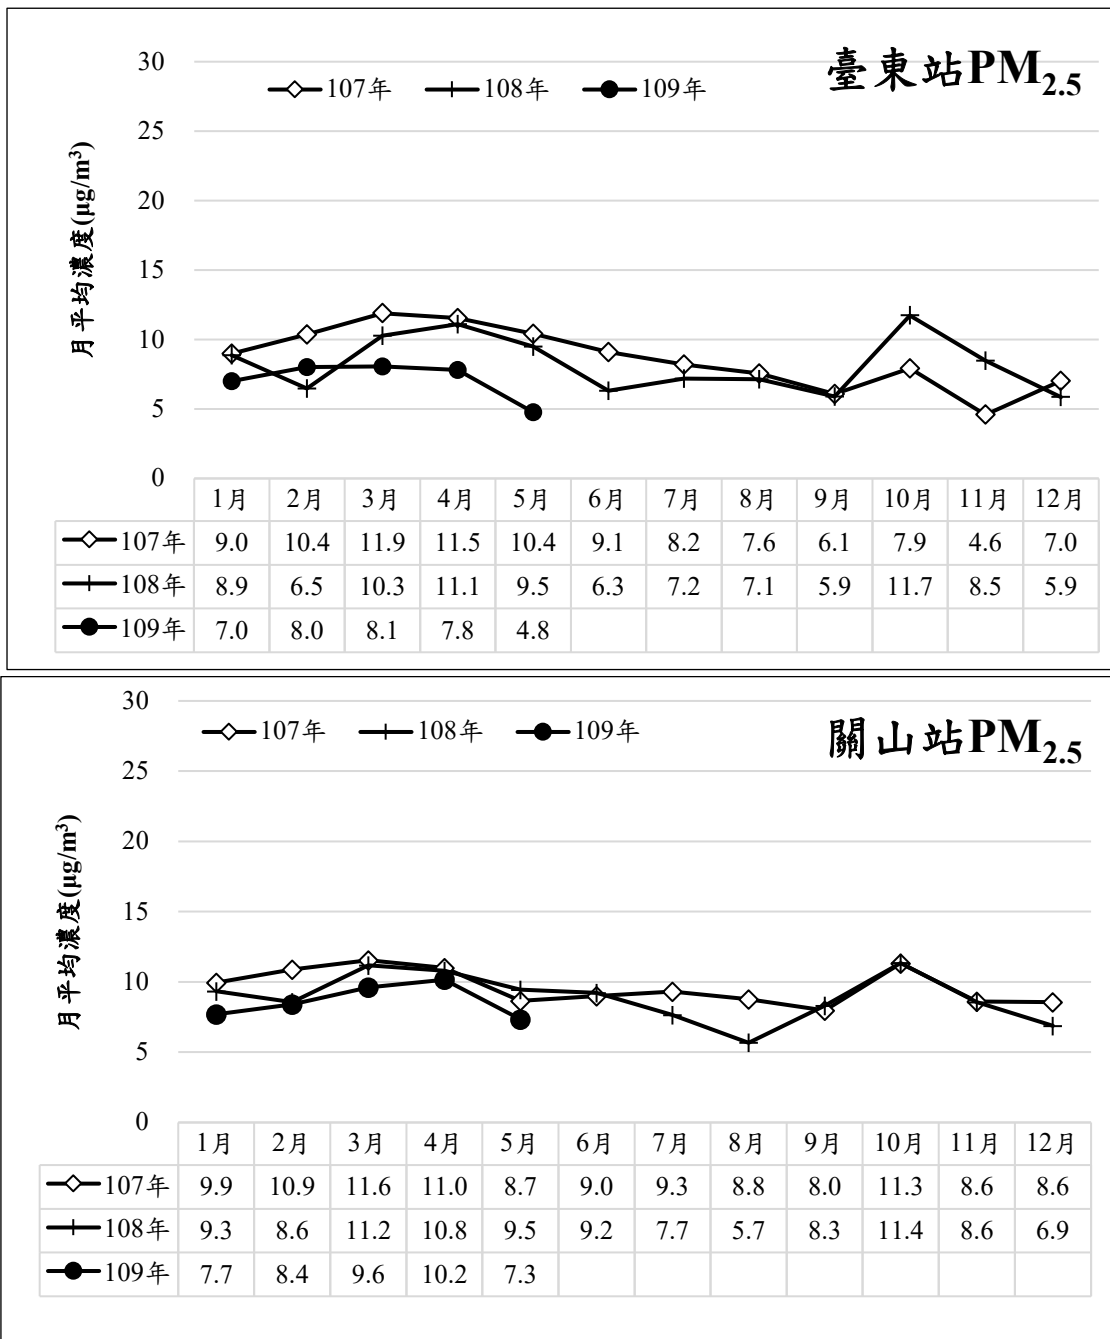 臺東站PM2.5
107年 108年 109年
月平均濃度(μg/m³)
30
25
20
15
10
5
0
1月 2月 3月 4月 5月 6月 7月 8月 9月 10月 11月 12月
107年 9.0 10.4 11.9 11.5 10.4 9.1 8.2 7.6 6.1 7.9 4.6 7.0
108年 8.9 6.5 10.3 11.1 9.5 6.3 7.2 7.1 5.9 11.7 8.5 5.9
109年 7.0 8.0 8.1 7.8 4.8
關山站PM2.5
107年 108年 109年
月平均濃度(μg/m³)
30
25
20
15
10
5
0
1月 2月 3月 4月 5月 6月 7月 8月 9月 10月 11月 12月
107年 9.9 10.9 11.6 11.0 8.7 9.0 9.3 8.8 8.0 11.3 8.6 8.6
108年 9.3 8.6 11.2 10.8 9.5 9.2 7.7 5.7 8.3 11.4 8.6 6.9
109年 7.7 8.4 9.6 10.2 7.3